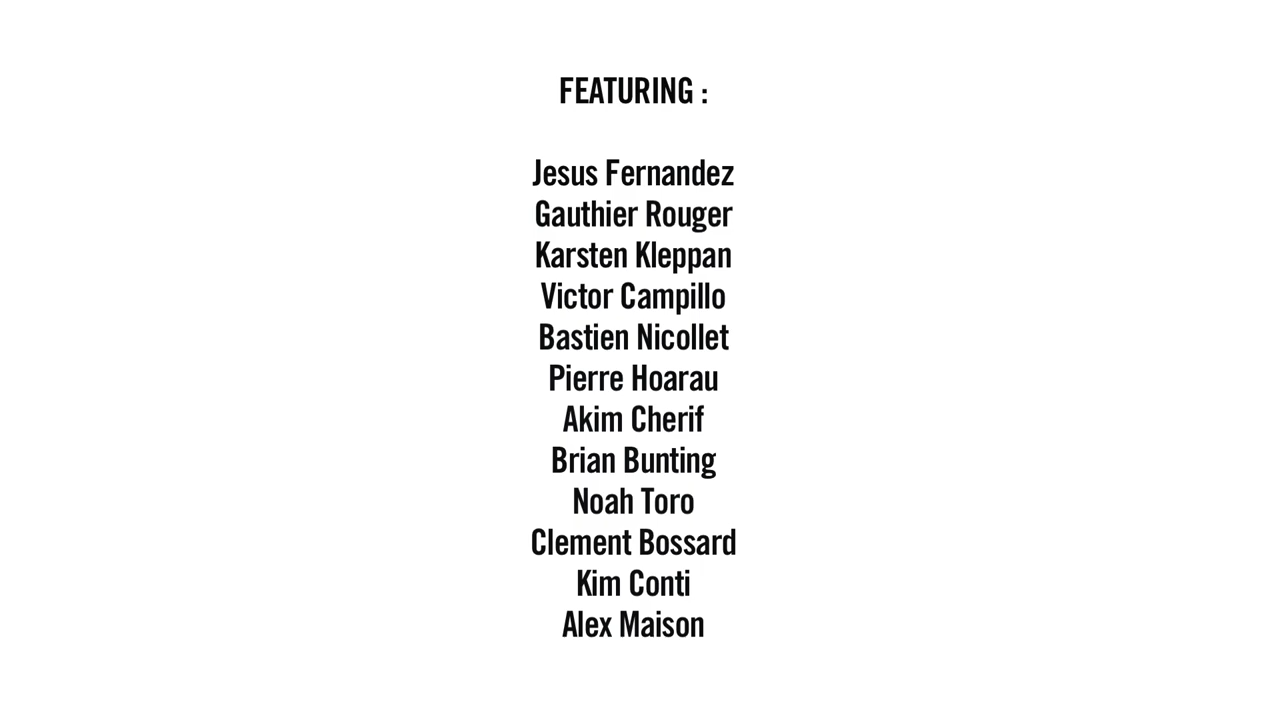 FEATURING :
Jesus Fernandez
Gauthier Rouger
Karsten Kleppan
Victor Campillo
Bastien Nicollet
Pierre Hoarau
Akim Cherif
Brian Bunting
Noah Toro
Clement Bossard
Kim Conti
Alex Maison